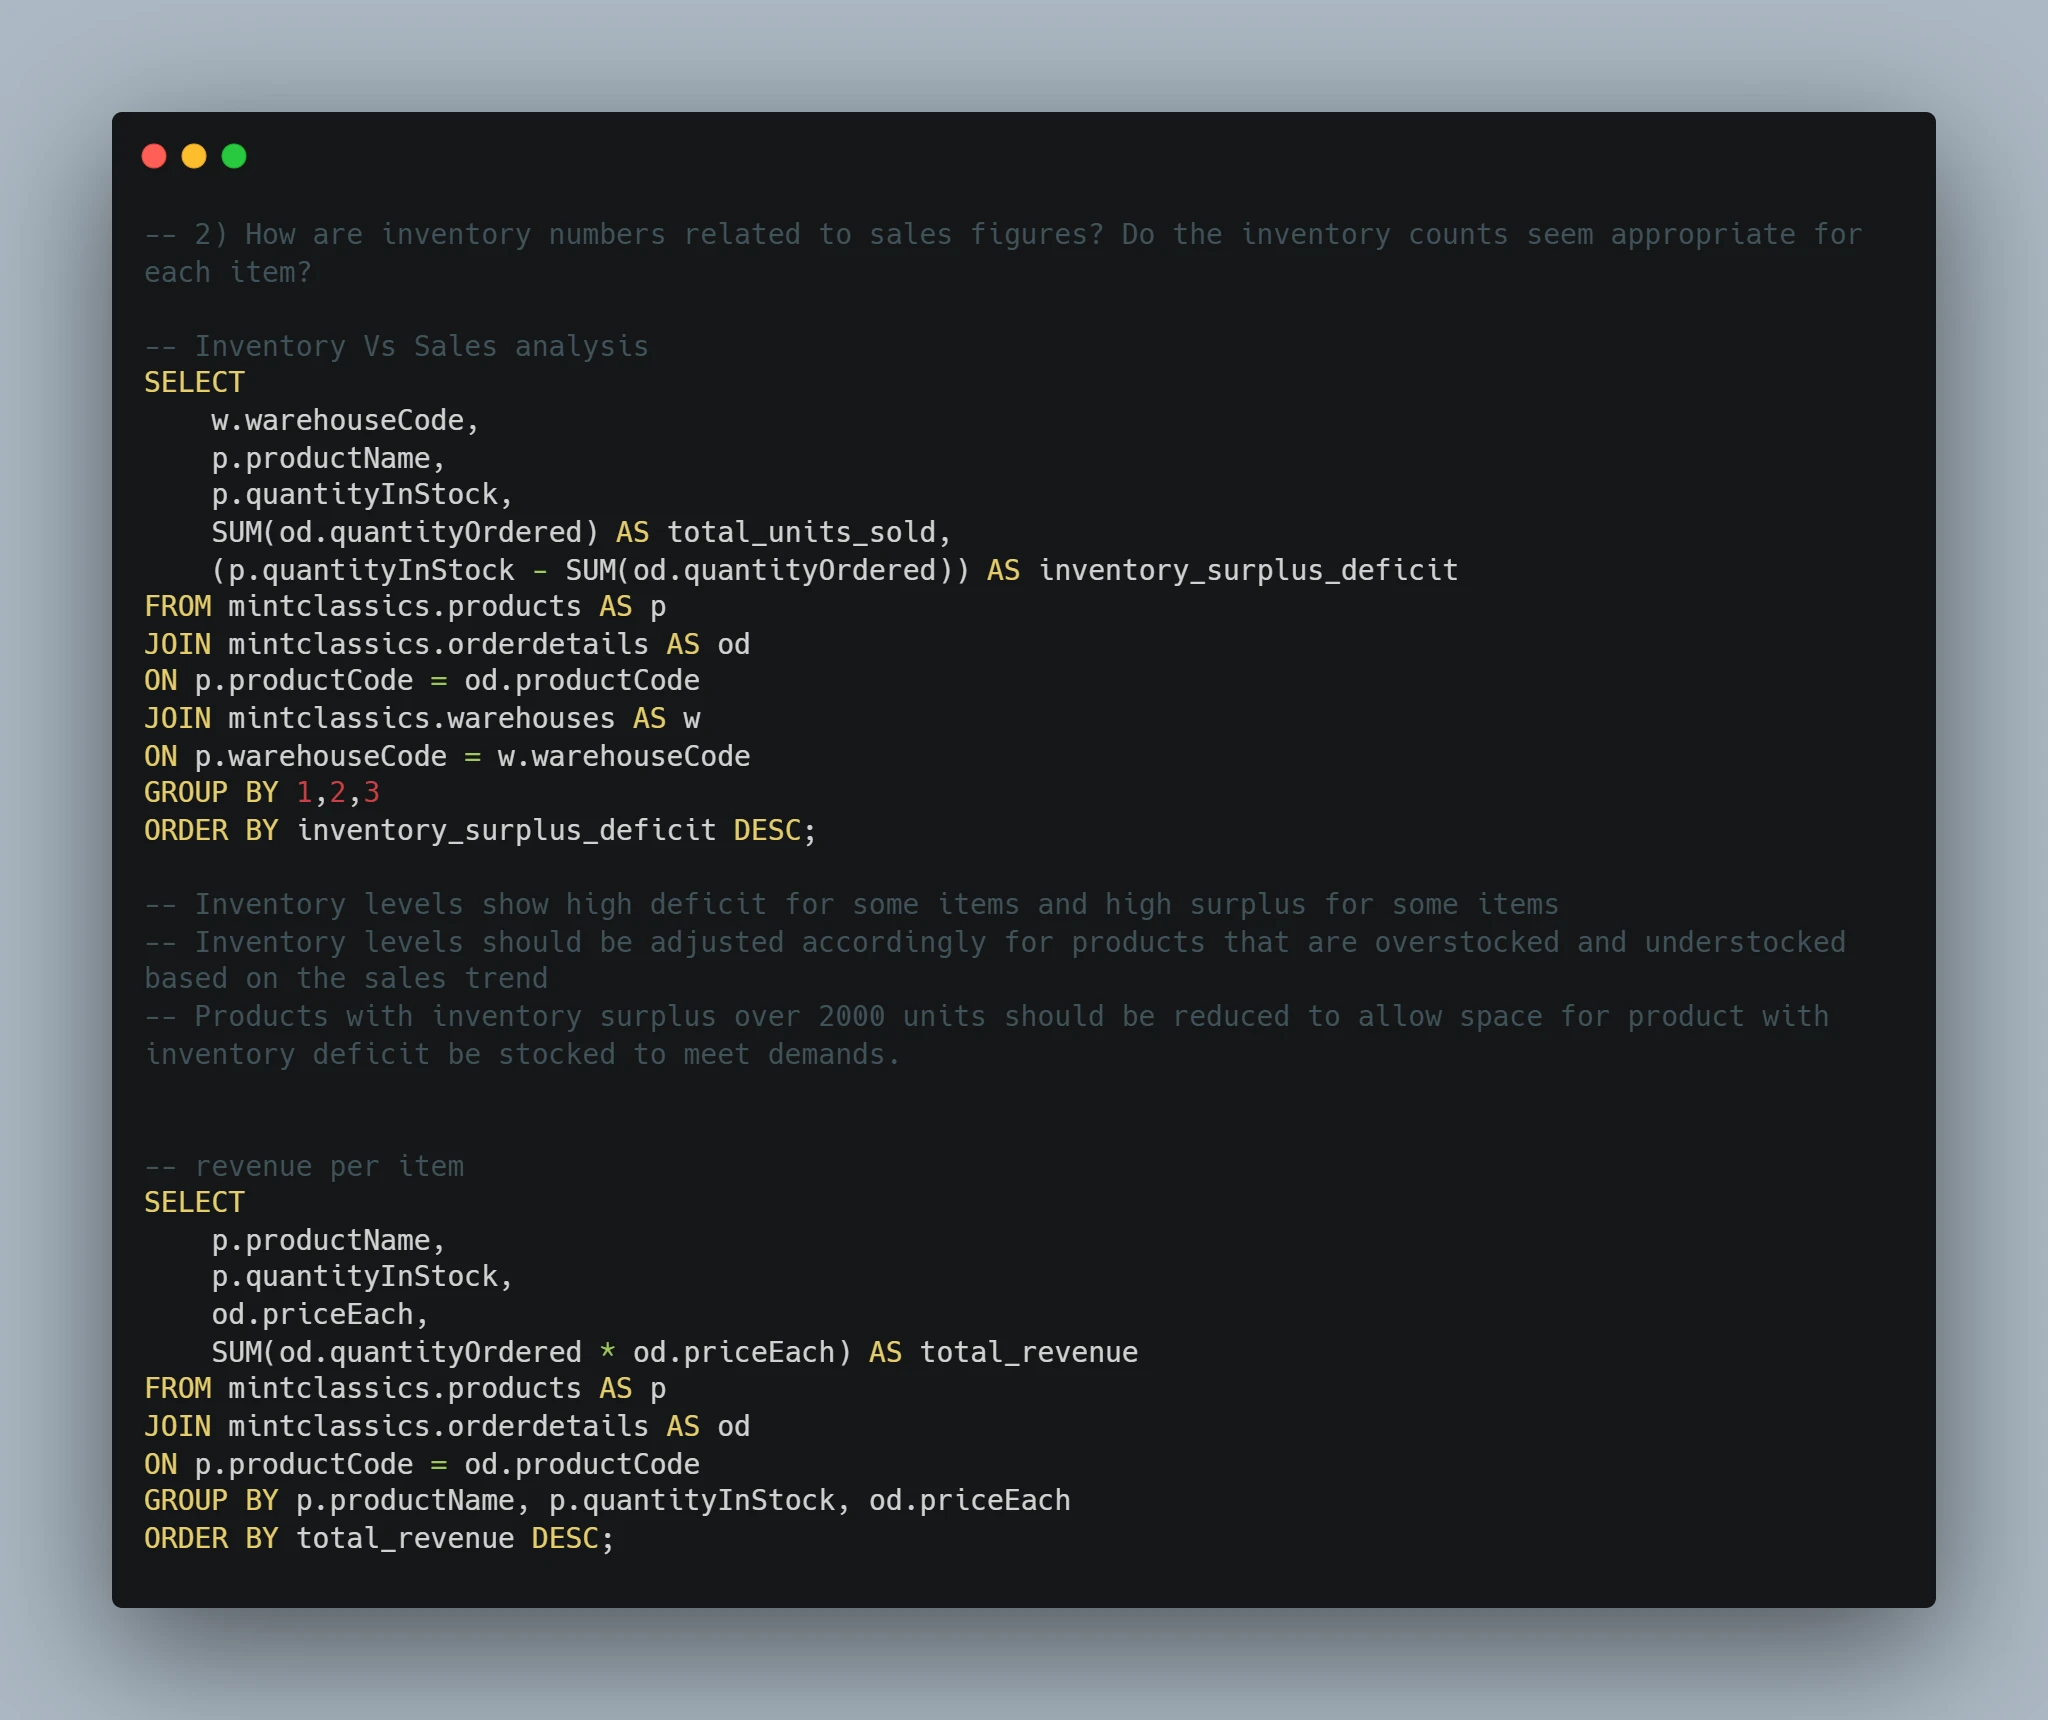 -- 2) How are inventory numbers related to sales figures? Do the inventory counts seem appropriate for
each item?
-- Inventory Vs Sales analysis
SELECT
    w.warehouseCode,
    p.productName,
    p.quantityInStock,
    SUM(od.quantityOrdered) AS total_units_sold,
    (p.quantityInStock - SUM(od.quantityOrdered)) AS inventory_surplus_deficit
FROM mintclassics.products AS p
JOIN mintclassics.orderdetails AS od
ON p.productCode = od.productCode
JOIN mintclassics.warehouses AS w
ON p.warehouseCode = w.warehouseCode
GROUP BY 1,2,3
ORDER BY inventory_surplus_deficit DESC;
-- Inventory levels show high deficit for some items and high surplus for some items
-- Inventory levels should be adjusted accordingly for products that are overstocked and understocked
based on the sales trend
-- Products with inventory surplus over 2000 units should be reduced to allow space for product with
inventory deficit be stocked to meet demands.
-- revenue per item
SELECT
    p.productName,
    p.quantityInStock,
    od.priceEach,
    SUM(od.quantityOrdered * od.priceEach) AS total_revenue
FROM mintclassics.products AS p
JOIN mintclassics.orderdetails AS od
ON p.productCode = od.productCode
GROUP BY p.productName, p.quantityInStock, od.priceEach
ORDER BY total_revenue DESC;